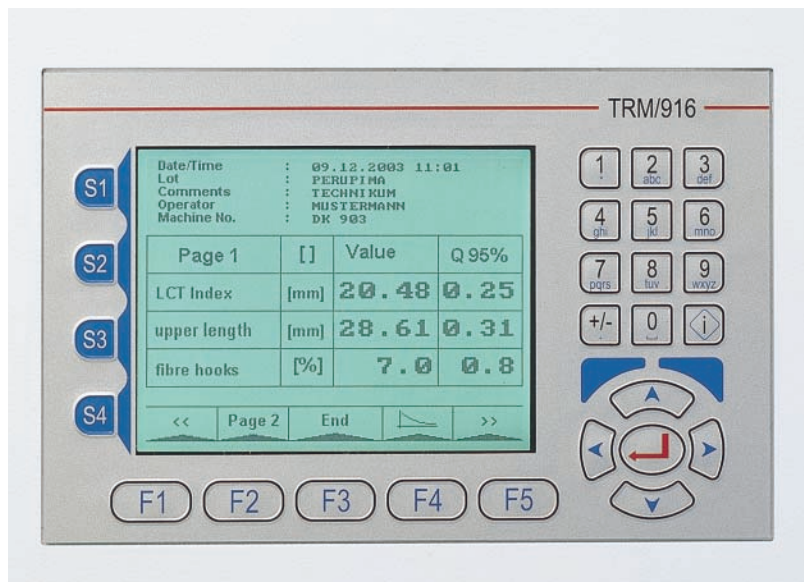 TRM/916
S1
S2
S3
S4
Date/Time : 09.12.2003 11:01
Lot : PERUPIMA
Comments : TECHNIKUM
Operator : MUSTERMANN
Machine No. : DK 903
Page 1 [] Value Q 95%
LCT Index [mm] 20.48 0.25
upper length [mm] 28.61 0.31
fibre hooks [%] 7.0 0.8
<< Page 2 End >>
F1 F2 F3 F4 F5
1 2 3
abc def
4 5 6
ghi jkl mno
7 8 9
pqrs tuv wxyz
+/- 0 i